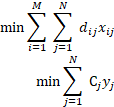 min ∑_{i=1}^{M} ∑_{j=1}^{N} d_{ij}x_{ij}
min ∑_{j=1}^{N} C_j y_j